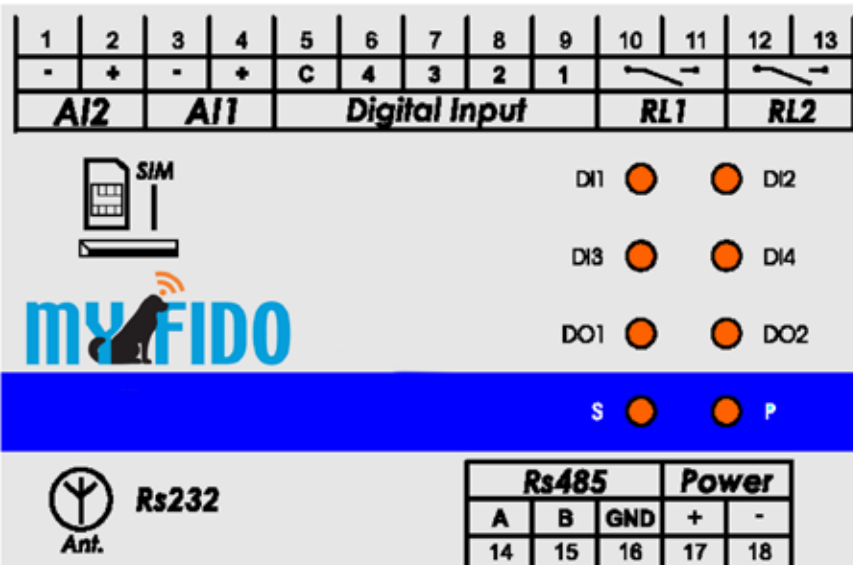 1 2 3 4 5 6 7 8 9 10 11 12 13
- + - + C 4 3 2 1
AI2 AI1 Digital Input RL1 RL2
SIM
DI1 DI2
DI3 DI4
MYFIDO
DO1 DO2
S P
Rs485 Power
Rs232
A B GND + -
Ant.
14 15 16 17 18